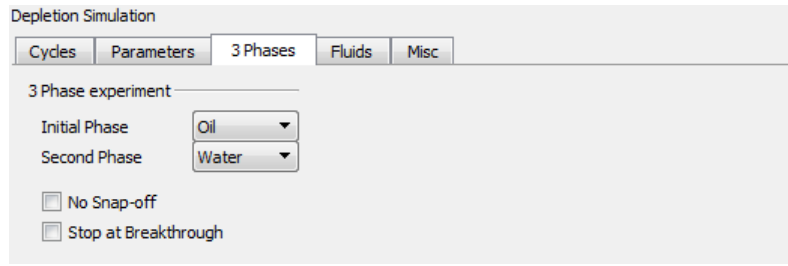 Depletion Simulation
Cycles Parameters 3 Phases Fluids Misc
3 Phase experiment
Initial Phase Oil
Second Phase Water
No Snap-off
Stop at Breakthrough